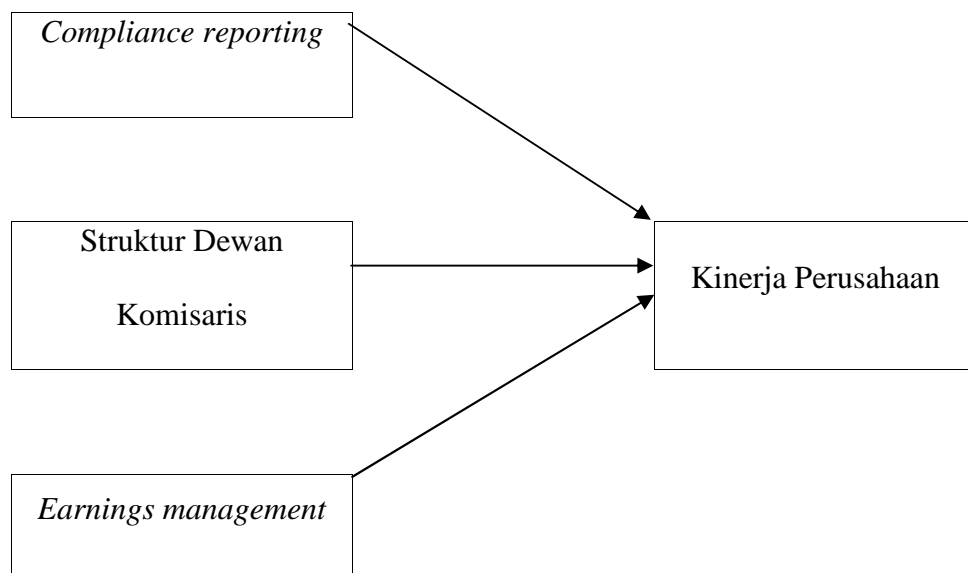 Compliance reporting
Struktur Dewan
Komisaris
Kinerja Perusahaan
Earnings management